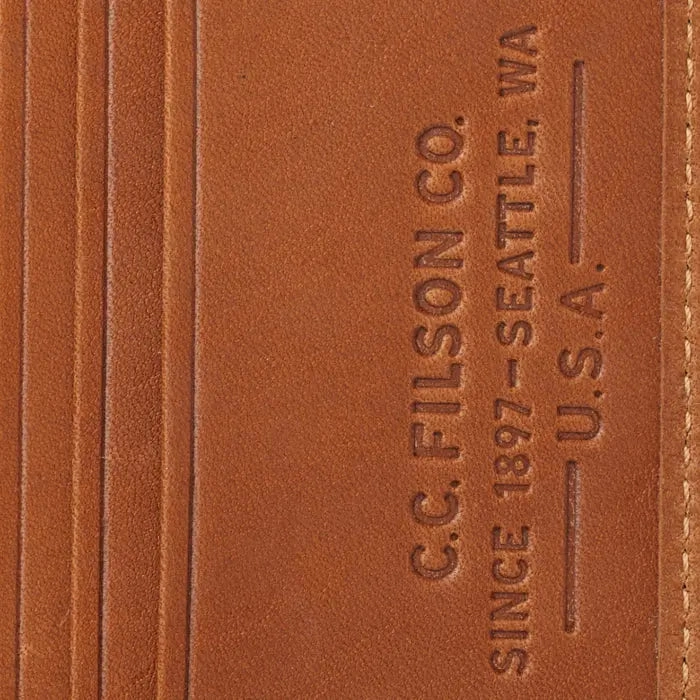 C.C. FILSON CO.
SINCE 1897–SEATTLE, WA
U.S.A.